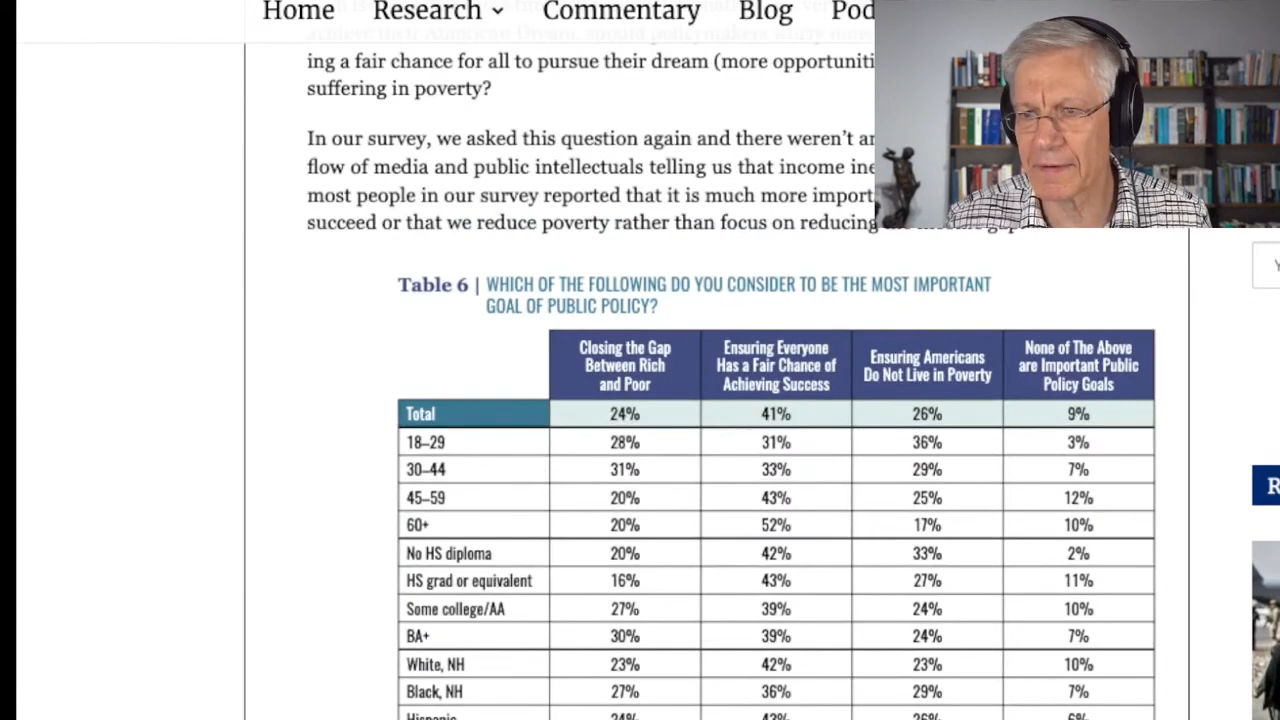 Home Research Commentary Blog Pod
ing a fair chance for all to pursue their dream (more opportuniti
suffering in poverty?
In our survey, we asked this question again and there weren't
flow of media and public intellectuals telling us that income
most people in our survey reported that it is much more
succeed or that we reduce poverty rather than focus on reducing
Table 6 | WHICH OF THE FOLLOWING DO YOU CONSIDER TO BE THE MOST IMPORTANT
GOAL OF PUBLIC POLICY?
Closing the Gap Between Rich and Poor
Ensuring Everyone Has a Fair Chance of Achieving Success
Ensuring Americans Do Not Live in Poverty
None of The Above are Important Public Policy Goals
Total 24% 41% 26% 9%
18–29 28% 31% 36% 3%
30–44 31% 33% 29% 7%
45–59 20% 43% 25% 12%
60+ 20% 52% 17% 10%
No HS diploma 20% 42% 33% 2%
HS grad or equivalent 16% 43% 27% 11%
Some college/AA 27% 39% 24% 10%
BA+ 30% 39% 24% 7%
White, NH 23% 42% 23% 10%
Black, NH 27% 36% 29% 7%
Hispanic 24% 43% 26% 6%